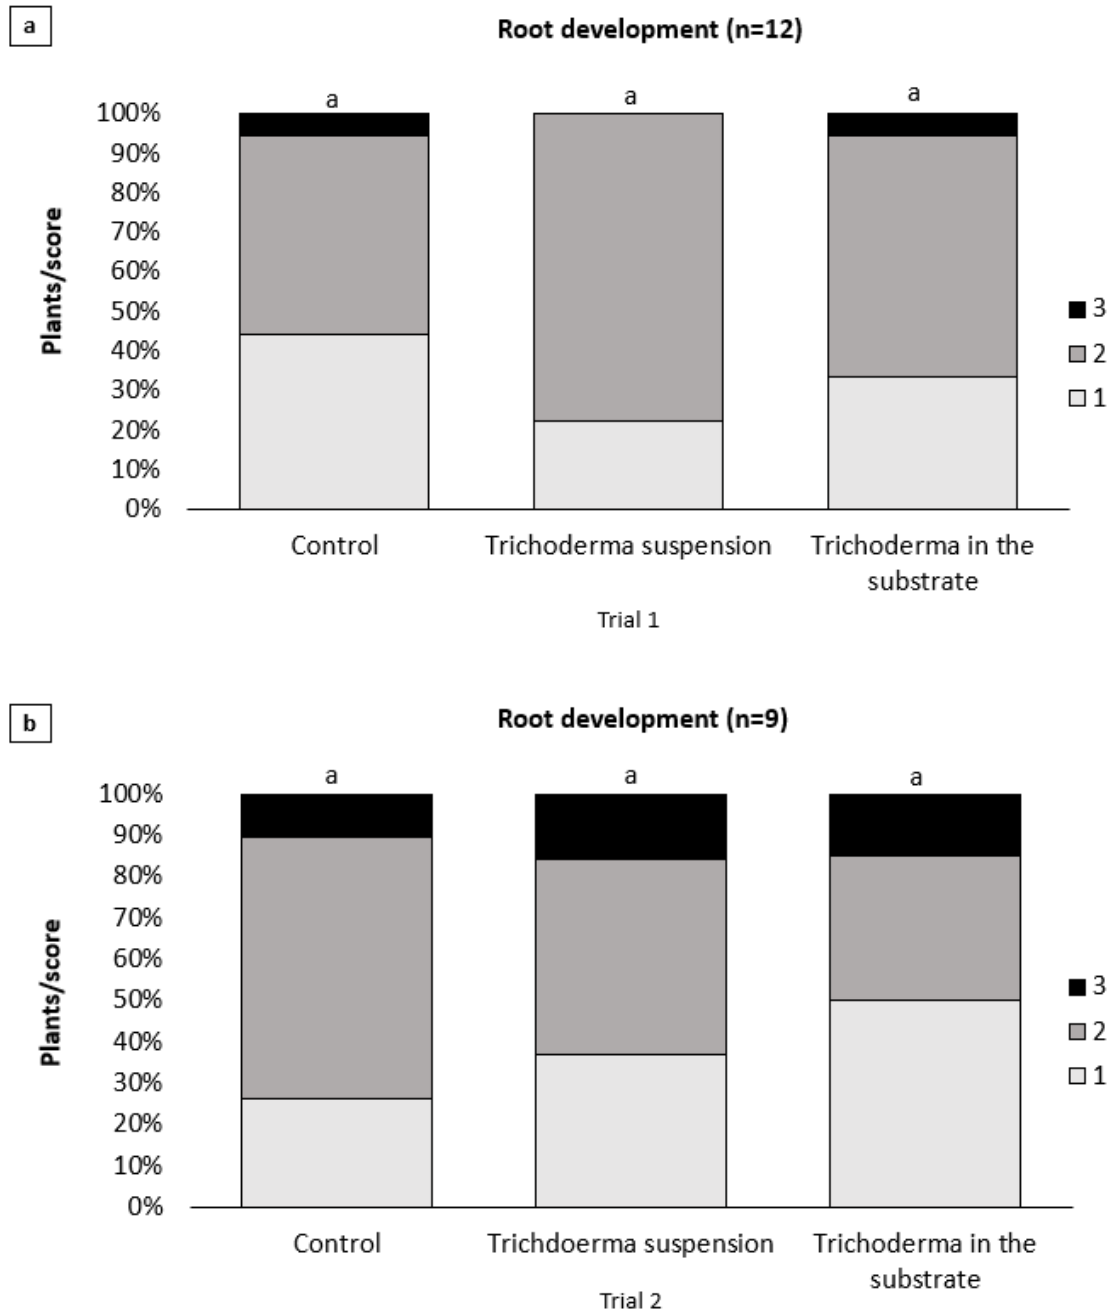 a
Root development (n=12)
a
a
a
100%
90%
80%
70%
60%
50%
40%
30%
20%
10%
0%
Plants/score
3
2
1
Control
Trichoderma suspension
Trichoderma in the
substrate
Trial 1
b
Root development (n=9)
a
a
a
100%
90%
80%
70%
60%
50%
40%
30%
20%
10%
0%
Plants/score
3
2
1
Control
Trichdoerma suspension
Trichoderma in the
substrate
Trial 2